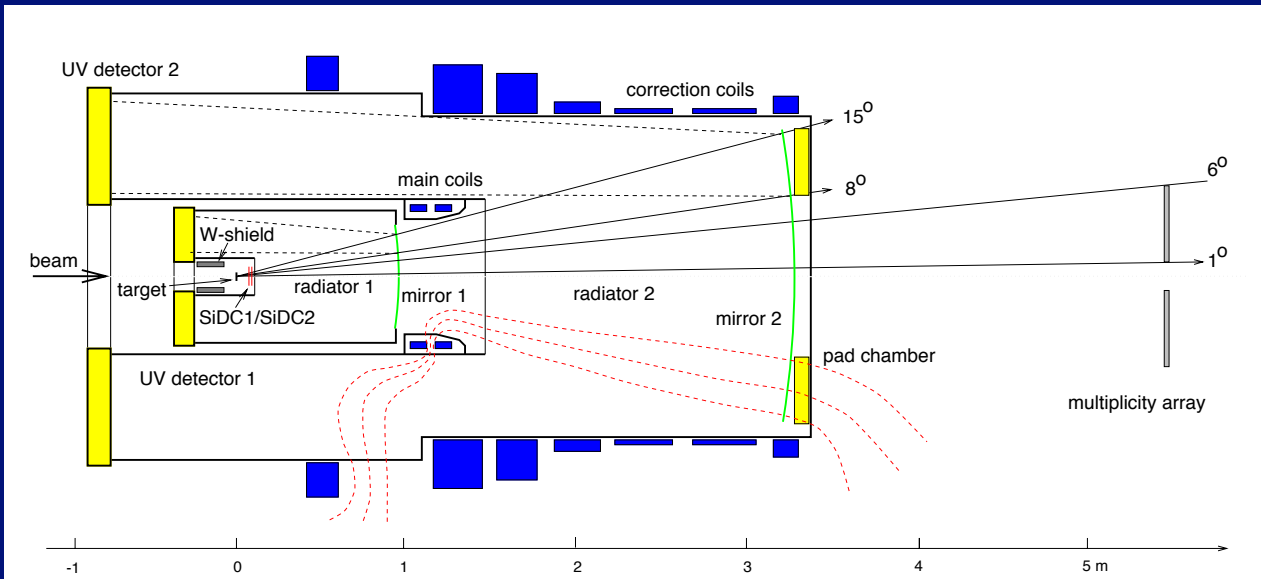 UV detector 2
correction coils
15°
main coils
8°
6°
W-shield
beam
1°
target
radiator 1
mirror 1
radiator 2
SiDC1/SiDC2
mirror 2
pad chamber
UV detector 1
multiplicity array
-1 0 1 2 3 4 5 m